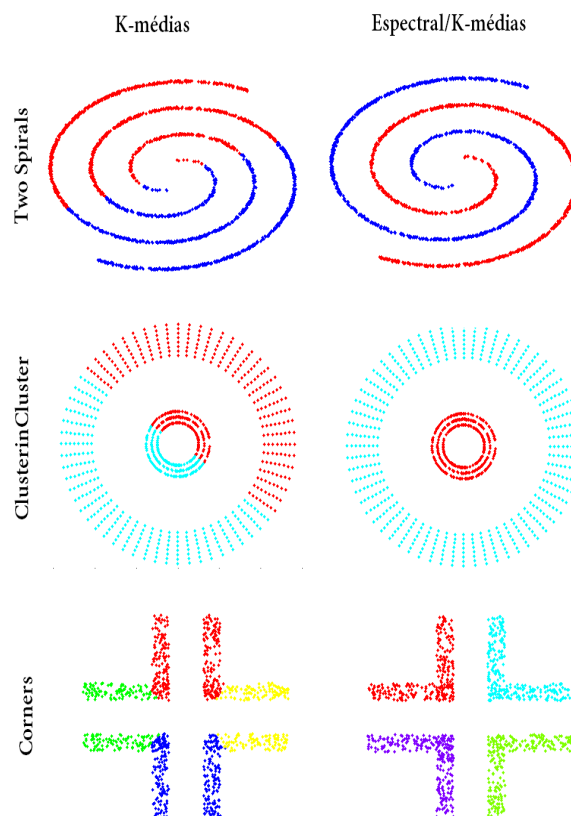 K-médias
Espectral/K-médias
Two Spirals
ClusterinCluster
Corners